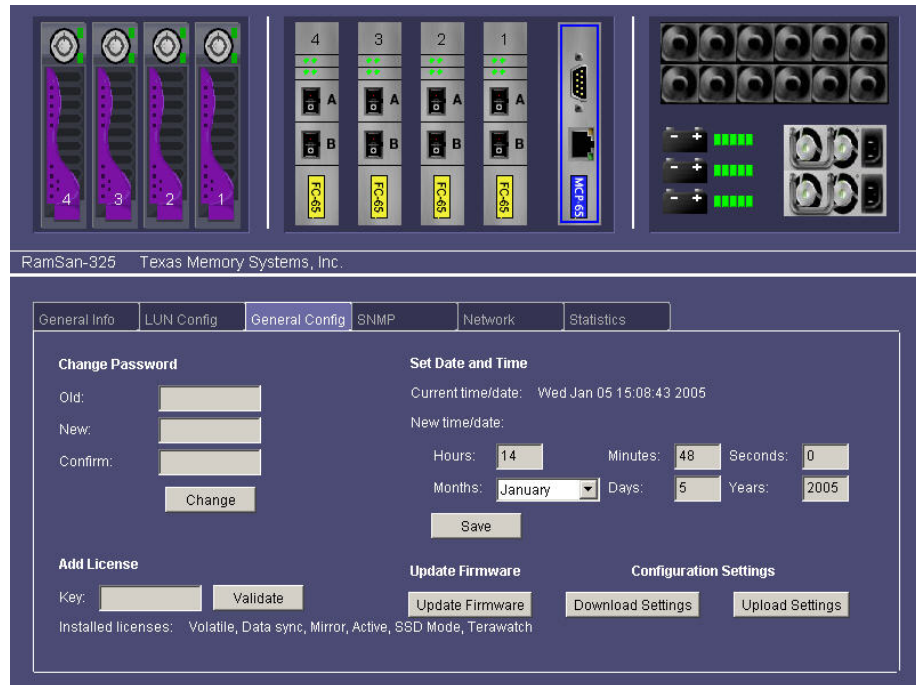 4 3 2 1
A A A A
B B B B
4 3 2 1
FC-65 FC-65 FC-65 FC-65 MCP-65
- +
- +
- +
RamSan-325 Texas Memory Systems, Inc.
General Info LUN Config General Config SNMP Network Statistics
Change Password
Old:
New:
Confirm:
Change
Set Date and Time
Current time/date: Wed Jan 05 15:08:43 2005
New time/date:
Hours: 14 Minutes: 48 Seconds: 0
Months: January Days: 5 Years: 2005
Save
Add License
Key: Validate
Installed licenses: Volatile, Data sync, Mirror, Active, SSD Mode, Terawatch
Update Firmware
Update Firmware
Configuration Settings
Download Settings Upload Settings